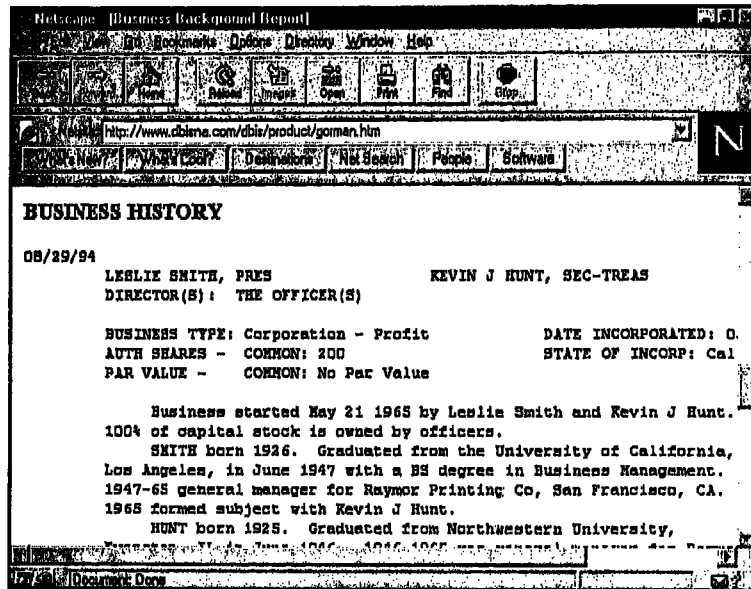 Netscape [Business Background Report]
View Go Bookmarks Options Directory Window Help
Back Forward Home Reload Images Open Print Find Stop
http://www.dbisna.com/dbis/product/gorman.htm
N
What's New? What's Cool? Destinations Net Search People Software
BUSINESS HISTORY
08/29/94
LESLIE SMITH, PRES KEVIN J HUNT, SEC-TREAS
DIRECTOR(S): THE OFFICER(S)
BUSINESS TYPE: Corporation - Profit DATE INCORPORATED: 0
AUTH SHARES - COMMON: 200 STATE OF INCORP: Cal
PAR VALUE - COMMON: No Par Value
Business started May 21 1965 by Leslie Smith and Kevin J Hunt.
100% of capital stock is owned by officers.
SMITH born 1926. Graduated from the University of California,
Los Angeles, in June 1947 with a BS degree in Business Management.
1947-65 general manager for Raymor Printing Co, San Francisco, CA.
1965 formed subject with Kevin J Hunt.
HUNT born 1925. Graduated from Northwestern University,
Document: Done